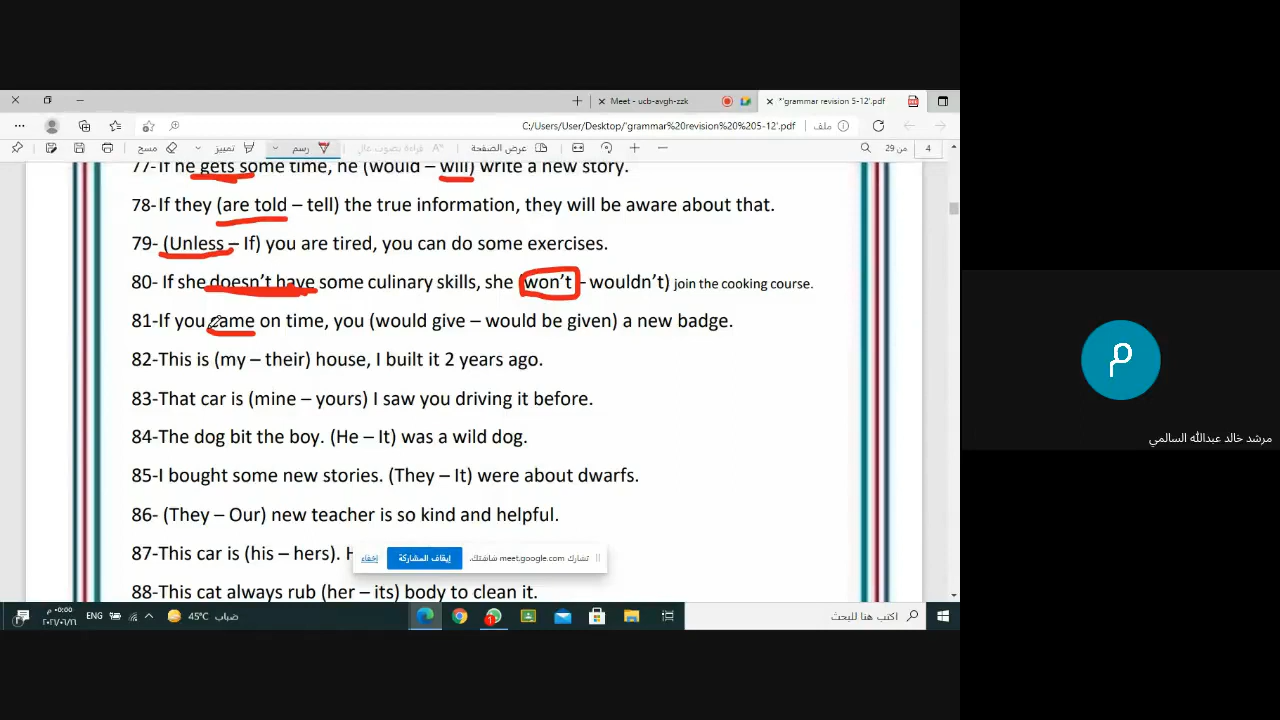 Meet - ucb-avgh-zzk
*'grammar revision 5-12'.pdf
C:/Users/User/Desktop/'grammar%20revision%20%205-12'.pdf
ملف
مسح
تمييز
رسم
قراءة بصوت عالٍ
عرض الصفحة
4
من 29
77-If he gets some time, he (would – will) write a new story.
78-If they (are told – tell) the true information, they will be aware about that.
79- (Unless – If) you are tired, you can do some exercises.
80- If she doesn't have some culinary skills, she (won't – wouldn't) join the cooking course.
81-If you came on time, you (would give – would be given) a new badge.
82-This is (my – their) house, I built it 2 years ago.
83-That car is (mine – yours) I saw you driving it before.
84-The dog bit the boy. (He – It) was a wild dog.
85-I bought some new stories. (They – It) were about dwarfs.
86- (They – Our) new teacher is so kind and helpful.
87-This car is (his – hers). H
88-This cat always rub (her – its) body to clean it.
تشارك meet.google.com شاشتك.
إيقاف المشاركة
إخفاء
م
مرشد خالد عبدالله السالمي
اكتب هنا للبحث
1
45°C ضباب
ENG